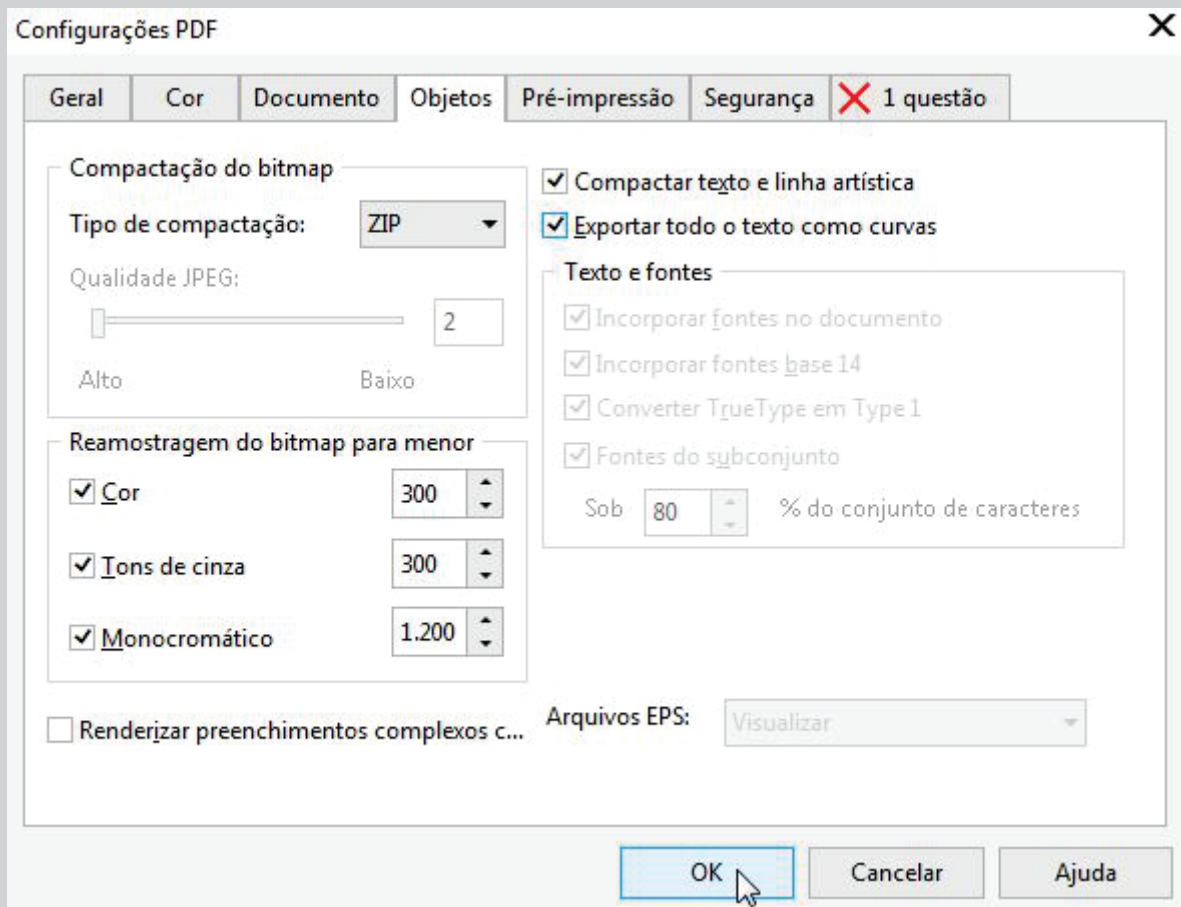 Configurações PDF
Geral Cor Documento Objetos Pré-impressão Segurança 1 questão
Compactação do bitmap
Tipo de compactação: ZIP
Qualidade JPEG:
2
Alto Baixo
Reamostragem do bitmap para menor
Cor 300
Tons de cinza 300
Monocromático 1.200
Renderizar preenchimentos complexos c...
Compactar texto e linha artística
Exportar todo o texto como curvas
Texto e fontes
Incorporar fontes no documento
Incorporar fontes base 14
Converter TrueType em Type 1
Fontes do subconjunto
Sob 80 % do conjunto de caracteres
Arquivos EPS: Visualizar
OK Cancelar Ajuda